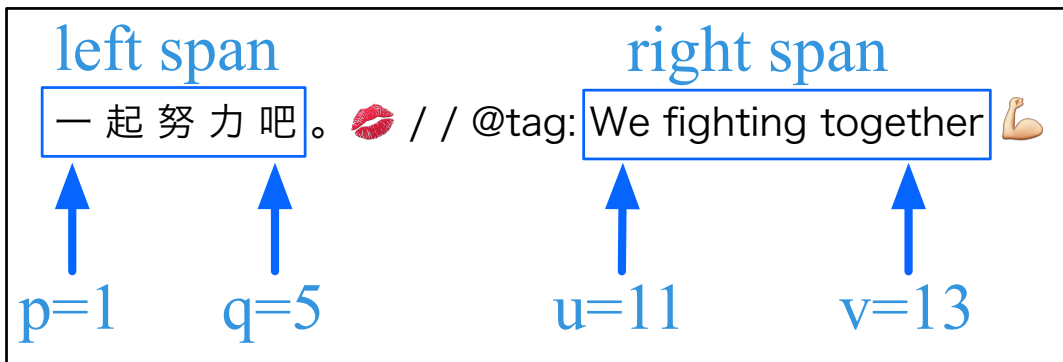 left span right span
一起努力吧。💋 / / @tag: We fighting together 💪
p=1 q=5 u=11 v=13